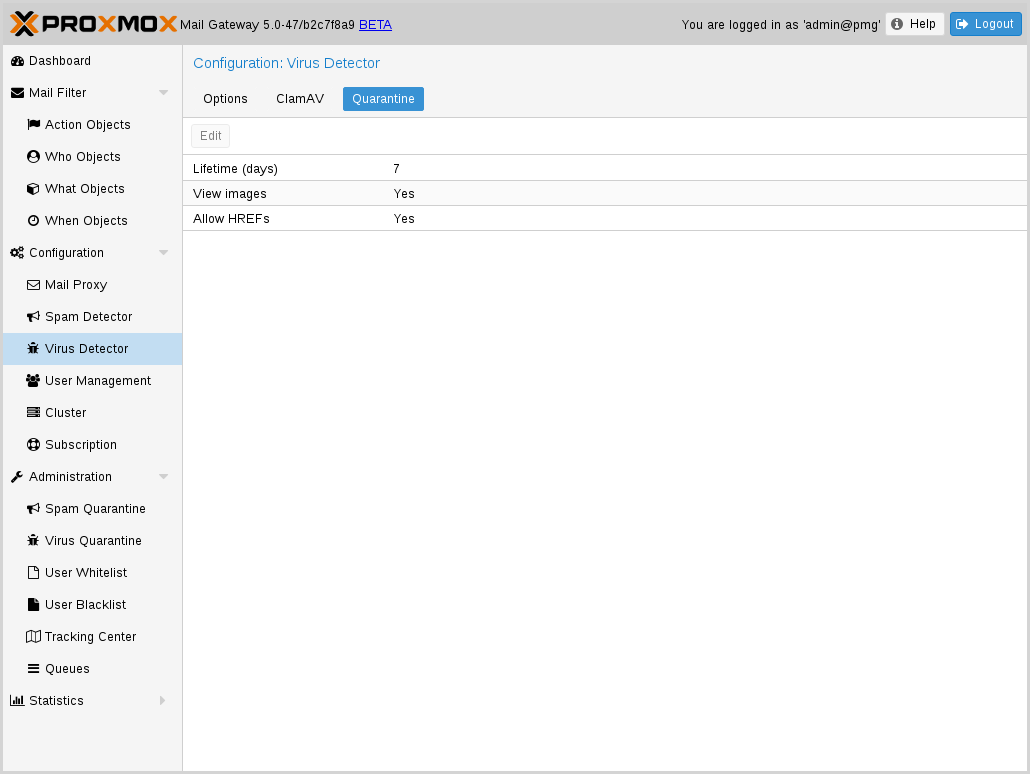 PROXMOX Mail Gateway 5.0-47/b2c7f8a9 BETA
You are logged in as 'admin@pmg' Help Logout
Dashboard
Mail Filter
Action Objects
Who Objects
What Objects
When Objects
Configuration
Mail Proxy
Spam Detector
Virus Detector
User Management
Cluster
Subscription
Administration
Spam Quarantine
Virus Quarantine
User Whitelist
User Blacklist
Tracking Center
Queues
Statistics
Configuration: Virus Detector
Options ClamAV Quarantine
Edit
Lifetime (days) 7
View images Yes
Allow HREFs Yes